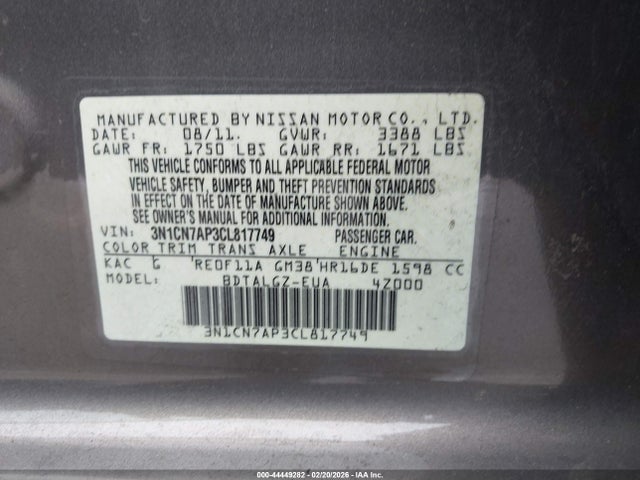 MANUFACTURED BY NISSAN MOTOR CO., LTD.
DATE: 08/11. GVWR: 3388 LBS
GAWR FR: 1750 LBS GAWR RR: 1671 LBS
THIS VEHICLE CONFORMS TO ALL APPLICABLE FEDERAL MOTOR
VEHICLE SAFETY, BUMPER AND THEFT PREVENTION STANDARDS
IN EFFECT ON THE DATE OF MANUFACTURE SHOWN ABOVE.
SEE OWNER'S MANUAL FOR ADDITIONAL INFORMATION.
VIN: 3N1CN7AP3CL817749 PASSENGER CAR.
COLOR TRIM TRANS AXLE ENGINE
KAC G 'RE0F11A GM38'HR16DE 1598 CC
MODEL: BDTALGZ-EUA 4Z000
3N1CN7AP3CL817749
000-44449282 - 02/20/2026 - IAA Inc.